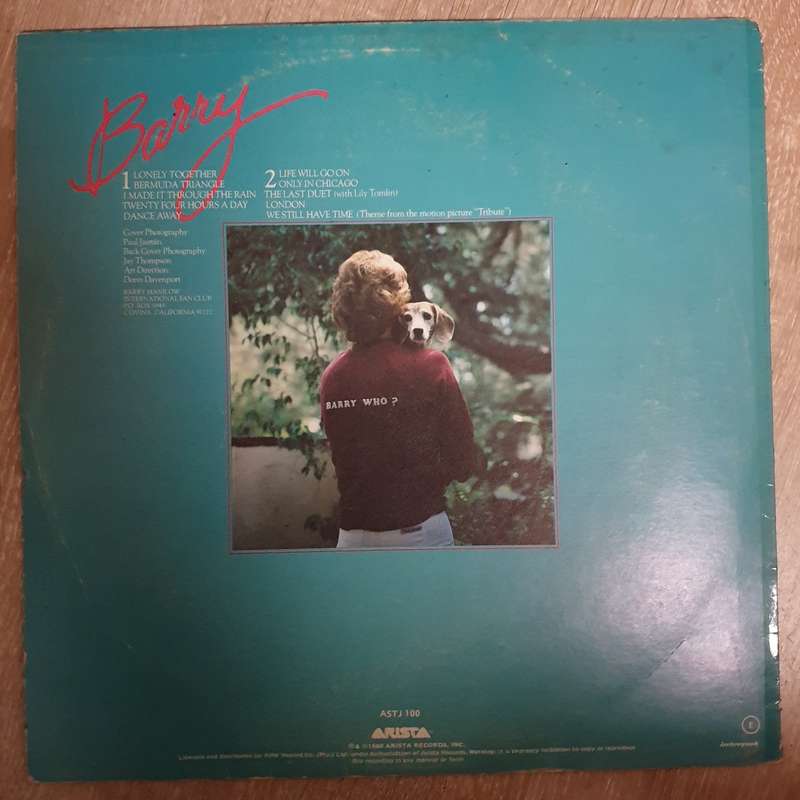 Barry
1 LONELY TOGETHER
BERMUDA TRIANGLE
I MADE IT THROUGH THE RAIN
TWENTY FOUR HOURS A DAY
DANCE AWAY
2 LIFE WILL GO ON
ONLY IN CHICAGO
THE LAST DUET (with Lily Tomlin)
LONDON
WE STILL HAVE TIME (Theme from the motion picture "Tribute")
Cover Photography
Paul Jasmin
Back Cover Photography
Jay Thompson
Art Direction:
Donn Davenport
BARRY MANILOW
INTERNATIONAL FAN CLUB
P.O. BOX
COVINA, CALIFORNIA
BARRY WHO?
ASTJ 100
ARISTA
1980 ARISTA RECORDS, INC.
E